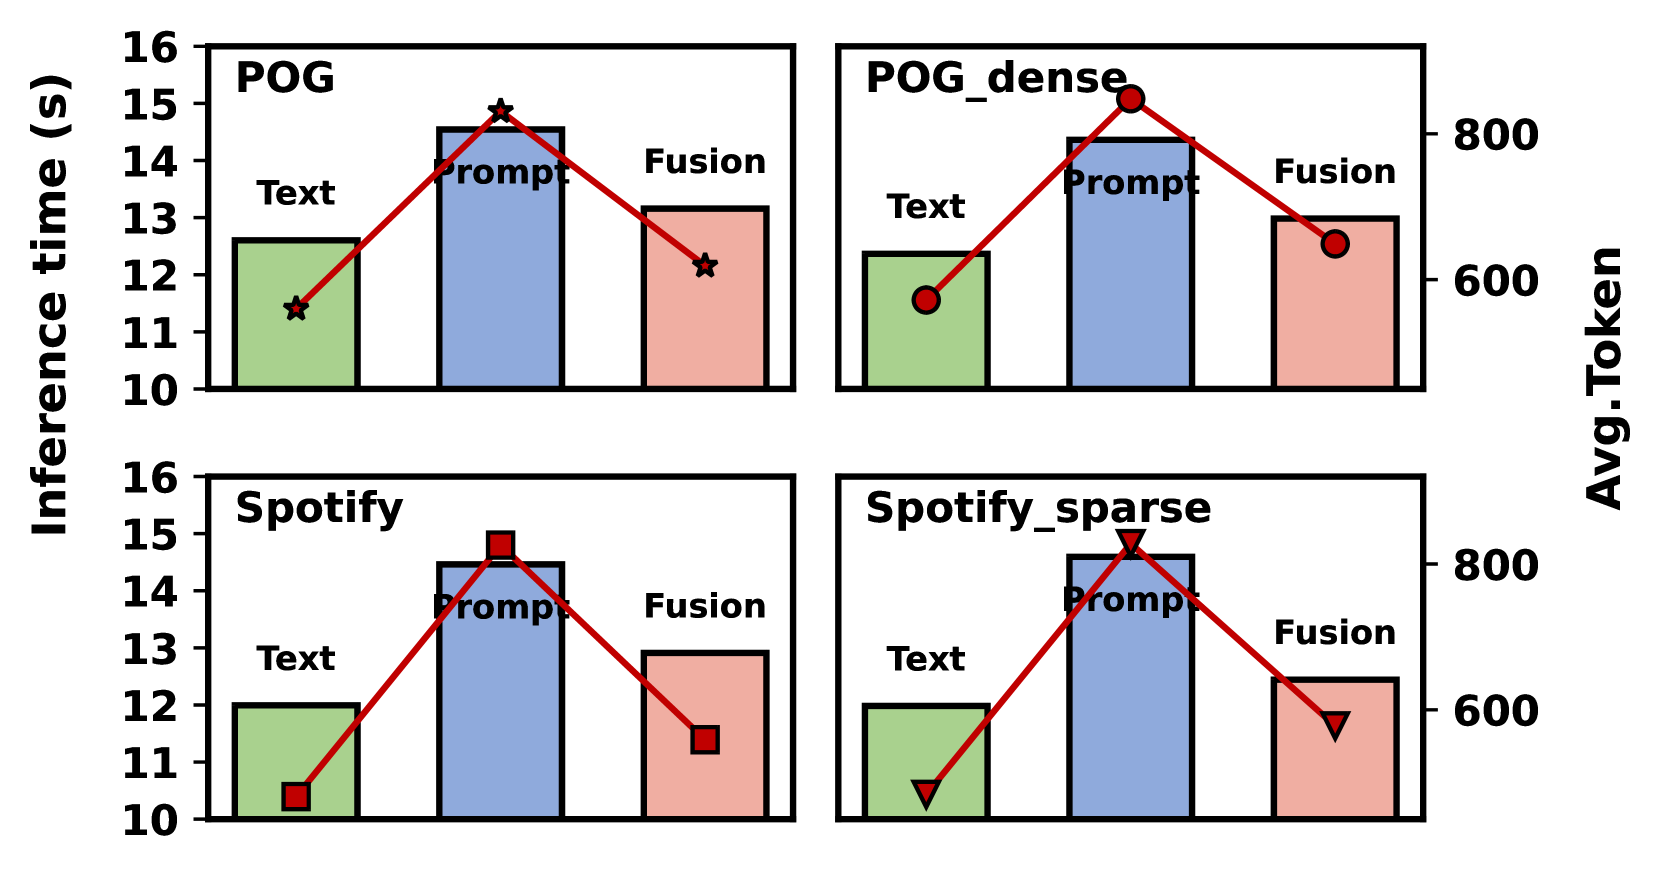 Inference time (s)
16
15
14
13
12
11
10
POG
Text
Prompt
Fusion
POG_dense
Text
Prompt
Fusion
800
600
16
15
14
13
12
11
10
Spotify
Text
Prompt
Fusion
Spotify_sparse
Text
Prompt
Fusion
800
600
Avg.Token